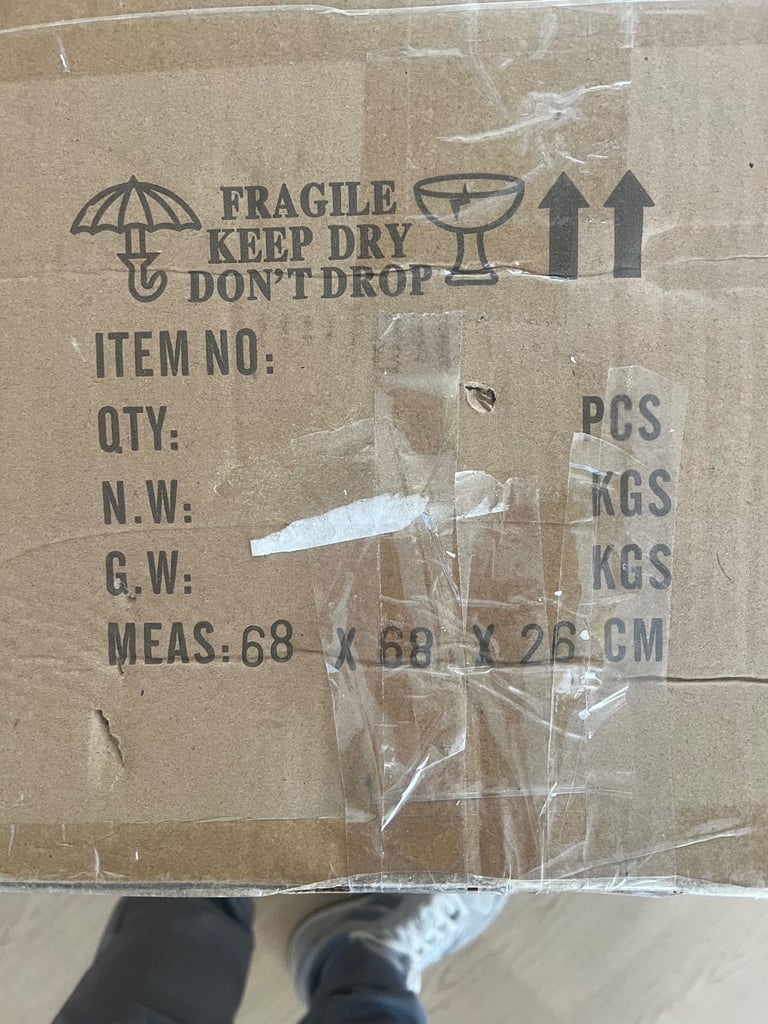 FRAGILE
KEEP DRY
DON'T DROP
ITEM NO:
QTY: PCS
N.W: KGS
G.W: KGS
MEAS: 68 X 68 X 26 CM